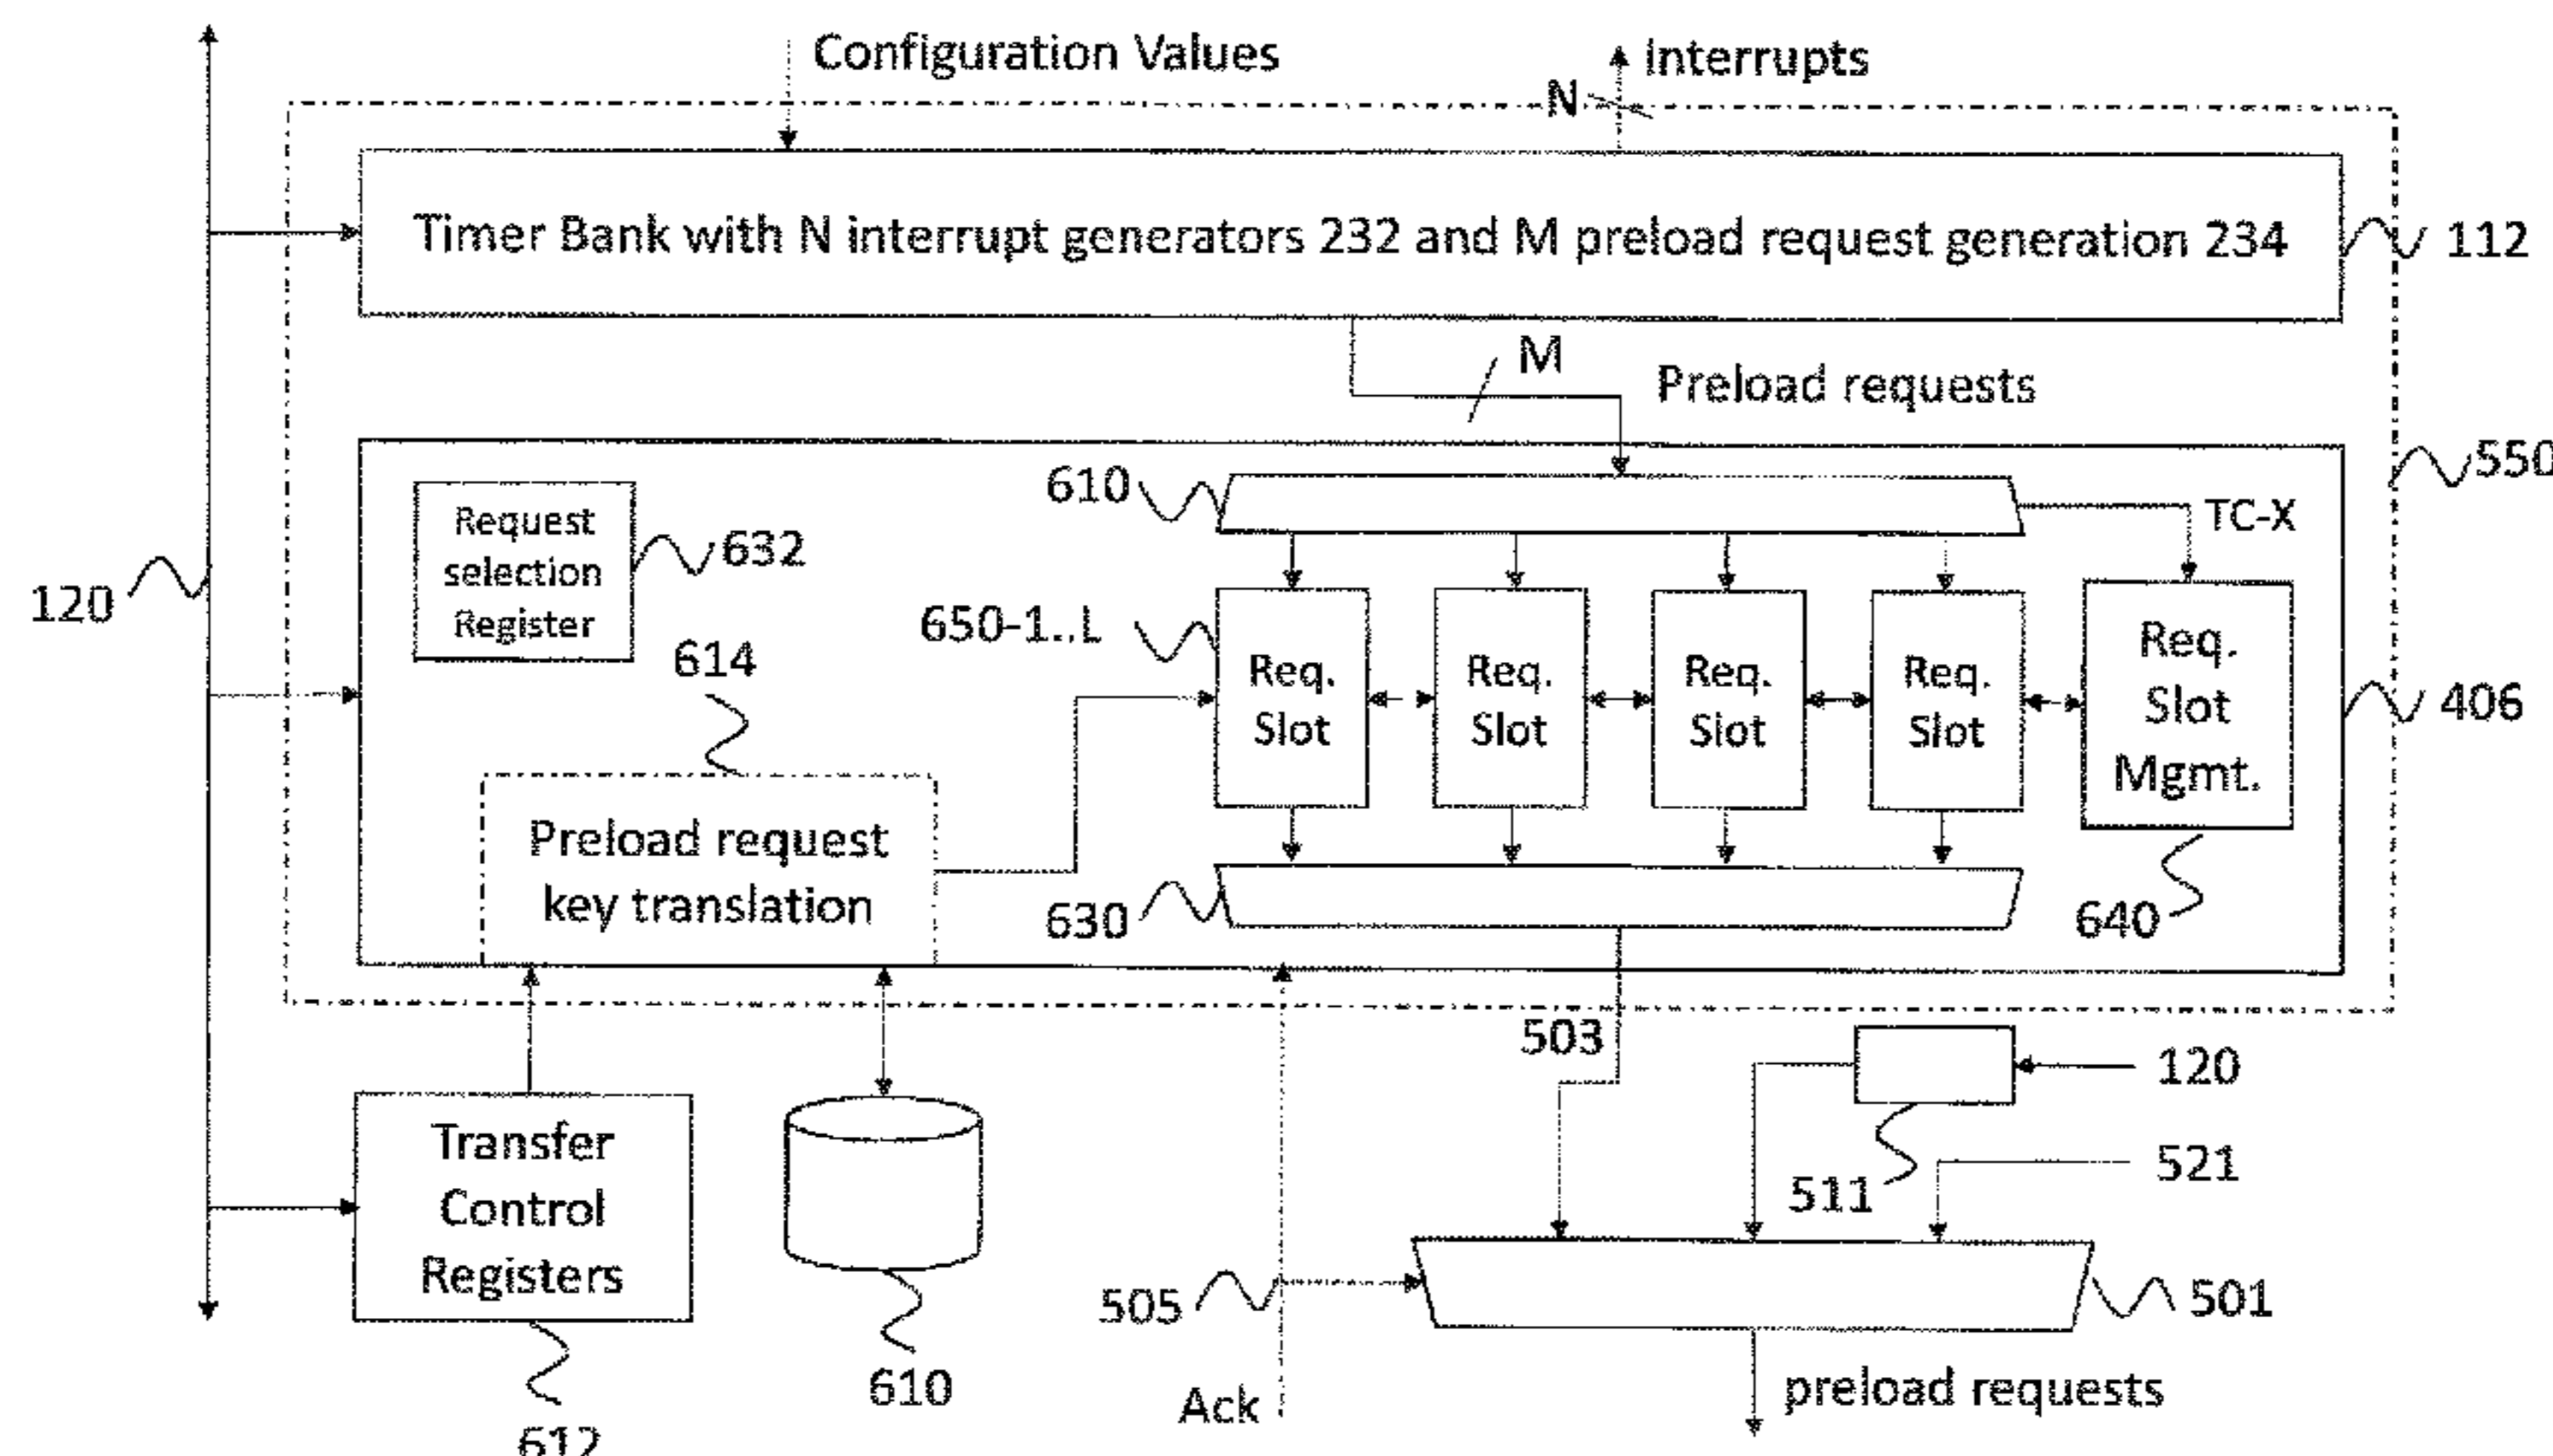 Configuration Values
Interrupts
N
Timer Bank with N interrupt generators 232 and M preload request generation 234
112
M
Preload requests
550
610
TC-X
Request
selection
Register
632
120
650-1..L
614
Req.
Slot
Req.
Slot
Req.
Slot
Req.
Slot
Req.
Slot
Mgmt.
406
Preload request
key translation
630
640
503
120
511
521
Transfer
Control
Registers
505
501
610
Ack
preload requests
612